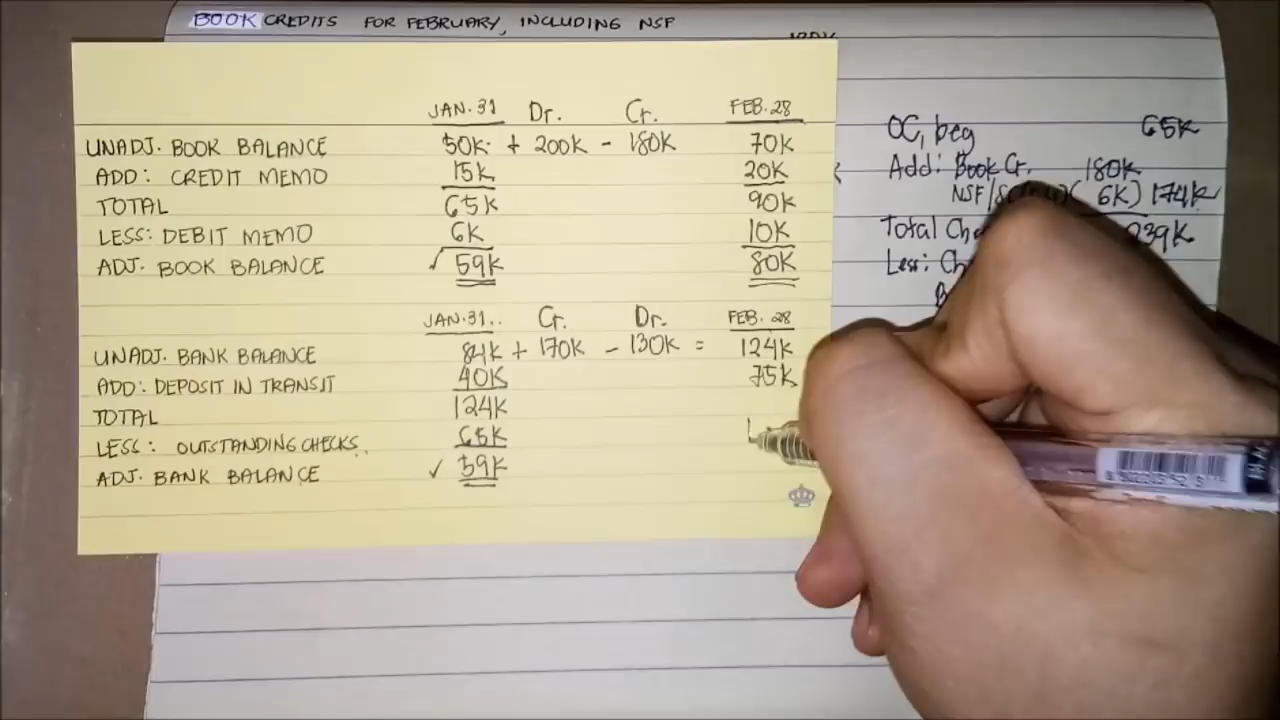 BOOK CREDITS FOR FEBRUARY, INCLUDING NSF
JAN. 31 Dr. Cr. FEB. 28
UNADJ. BOOK BALANCE 50K + 200K - 180K 70K
ADD: CREDIT MEMO 15K 20K
TOTAL 65K 90K
LESS: DEBIT MEMO 6K 10K
ADJ. BOOK BALANCE ✓ 59K 80K
JAN. 31.. Cr. Dr. FEB. 28
UNADJ. BANK BALANCE 84K + 170K - 130K = 124K
ADD: DEPOSIT IN TRANSIT 40K 75K
TOTAL 124K
LESS: OUTSTANDING CHECKS. 65K
ADJ. BANK BALANCE ✓ 59K
OC, beg 65K
Add: Book Cr. 180K
NSF/ (6K) 174K
Total 239K
Less: